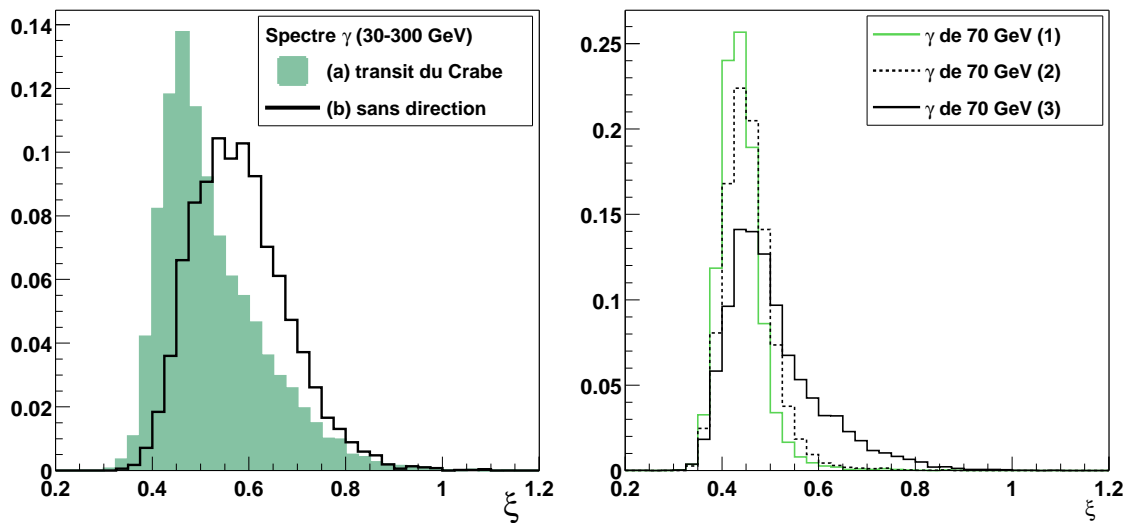 0.14
0.12
0.1
0.08
0.06
0.04
0.02
0
0.2 0.4 0.6 0.8 1 1.2
ξ
Spectre γ (30-300 GeV)
(a) transit du Crabe
(b) sans direction
0.25
0.2
0.15
0.1
0.05
0
0.2 0.4 0.6 0.8 1 1.2
ξ
γ de 70 GeV (1)
γ de 70 GeV (2)
γ de 70 GeV (3)